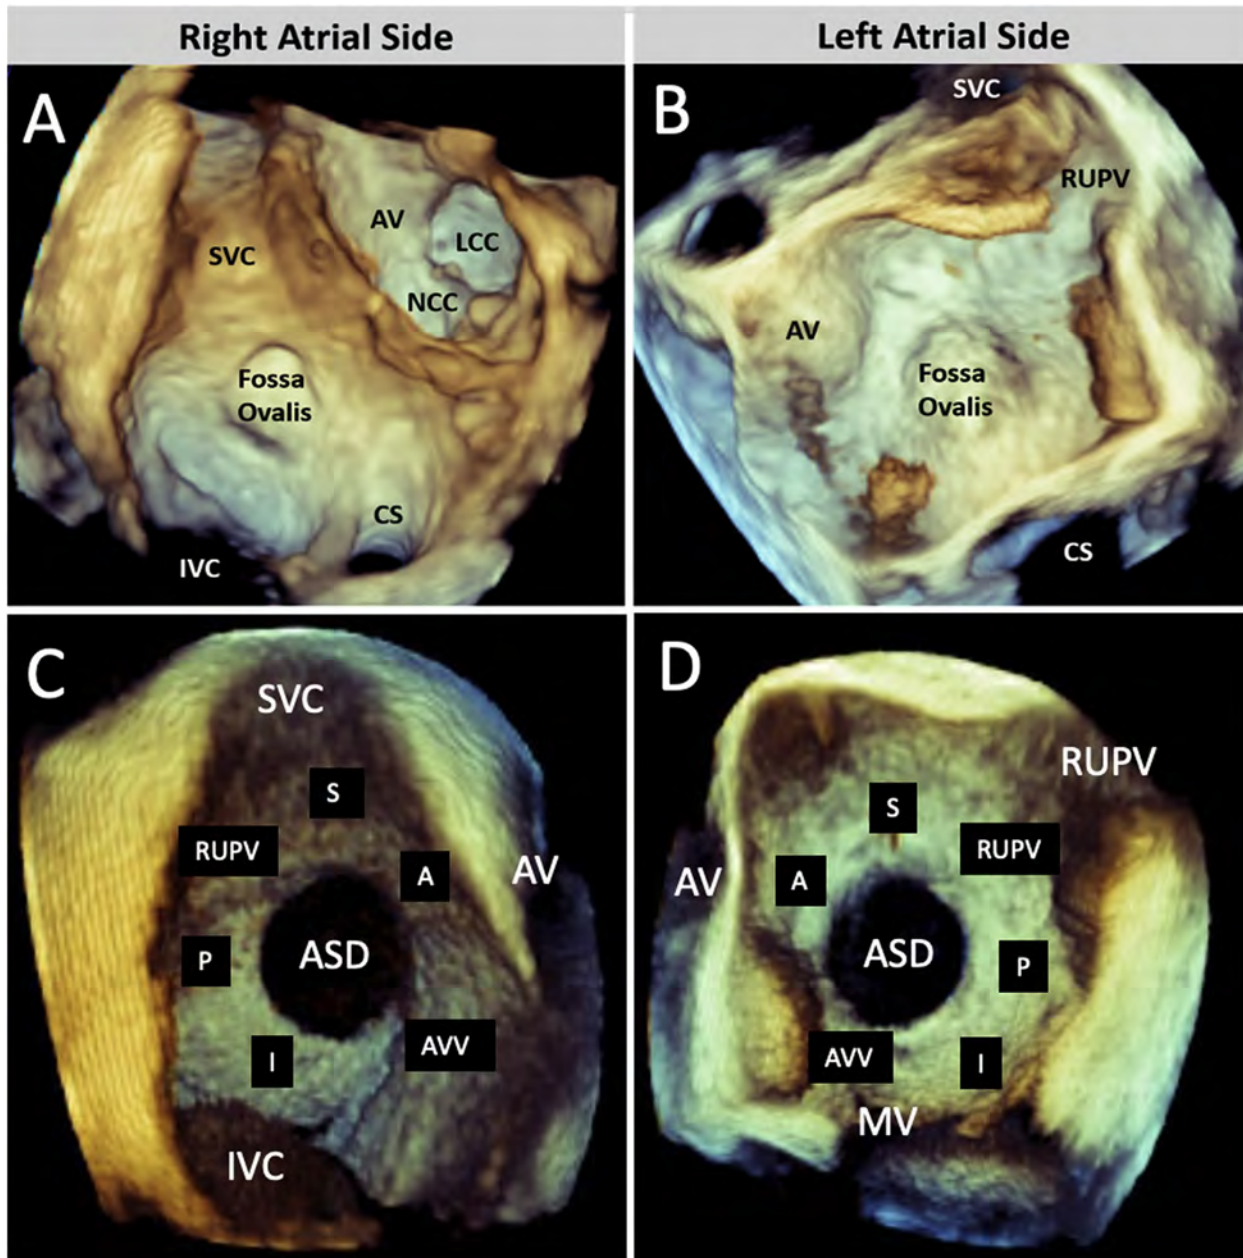 Right Atrial Side
Left Atrial Side
A
SVC
AV
LCC
NCC
Fossa
Ovalis
CS
IVC
B
SVC
RUPV
AV
Fossa
Ovalis
CS
C
SVC
S
RUPV
A
AV
P
ASD
I
AVV
IVC
D
RUPV
S
RUPV
AV
A
ASD
P
AVV
I
MV